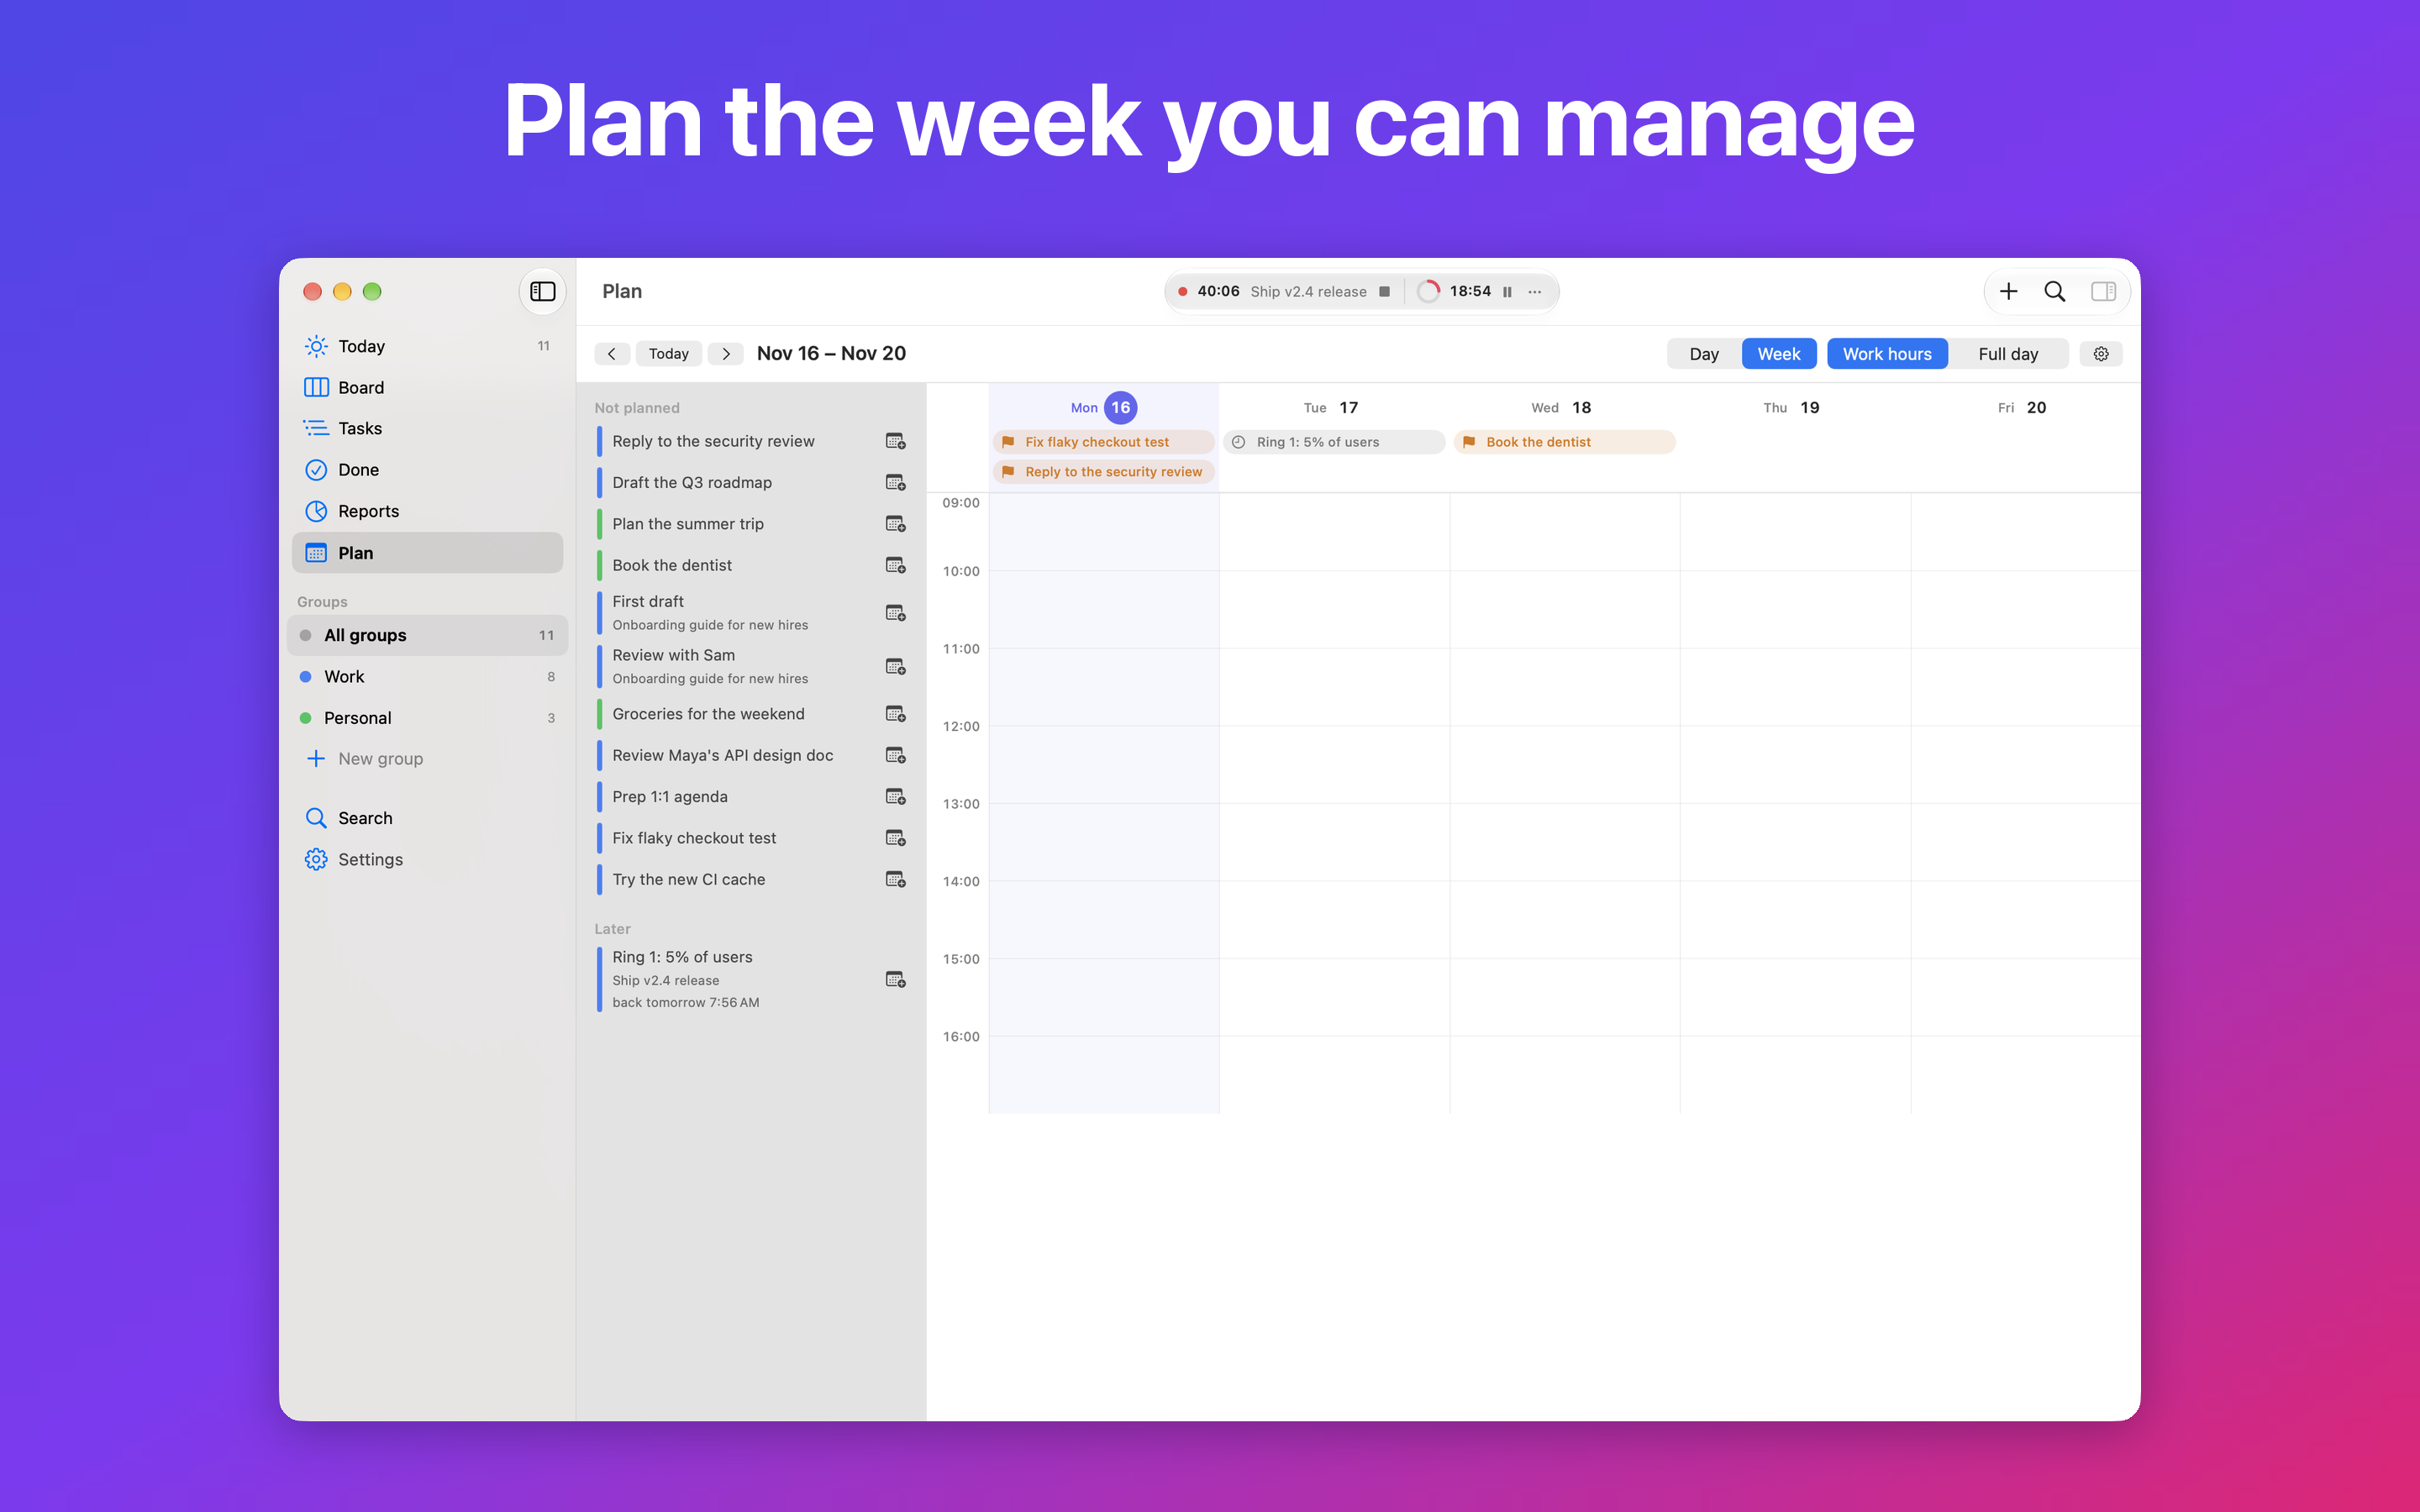 Plan the week you can manage
Plan
40:06 Ship v2.4 release 18:54
Today 11
Board
Tasks
Done
Reports
Plan
Groups
All groups 11
Work 8
Personal 3
New group
Search
Settings
Today
Nov 16 – Nov 20
Day Week Work hours Full day
Not planned
Reply to the security review
Draft the Q3 roadmap
Plan the summer trip
Book the dentist
First draft
Onboarding guide for new hires
Review with Sam
Onboarding guide for new hires
Groceries for the weekend
Review Maya's API design doc
Prep 1:1 agenda
Fix flaky checkout test
Try the new CI cache
Later
Ring 1: 5% of users
Ship v2.4 release
back tomorrow 7:56 AM
Mon 16 Tue 17 Wed 18 Thu 19 Fri 20
Fix flaky checkout test Ring 1: 5% of users Book the dentist
Reply to the security review
09:00
10:00
11:00
12:00
13:00
14:00
15:00
16:00